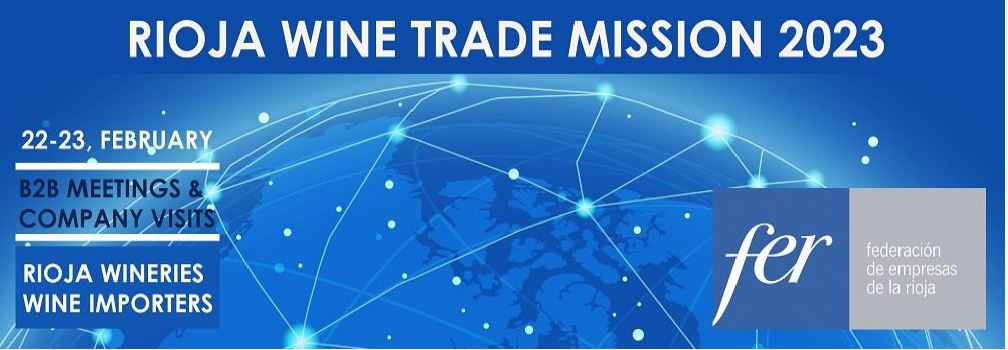 RIOJA WINE TRADE MISSION 2023
22-23, FEBRUARY
B2B MEETINGS &
COMPANY VISITS
RIOJA WINERIES
WINE IMPORTERS
fer
federación
de empresas
de la rioja